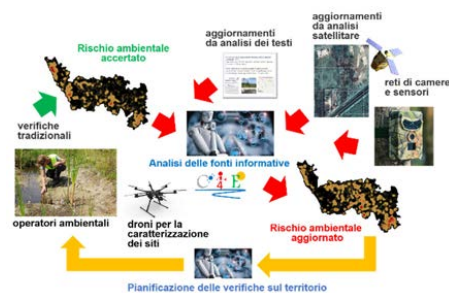 Rischio ambientale
accertato
aggiornamenti
da analisi dei testi
aggiornamenti
da analisi
satellitare
reti di camere
e sensori
verifiche
tradizionali
Analisi delle fonti informative
C4E
operatori ambientali
droni per la
caratterizzazione
dei siti
Rischio ambientale
aggiornato
Pianificazione delle verifiche sul territorio